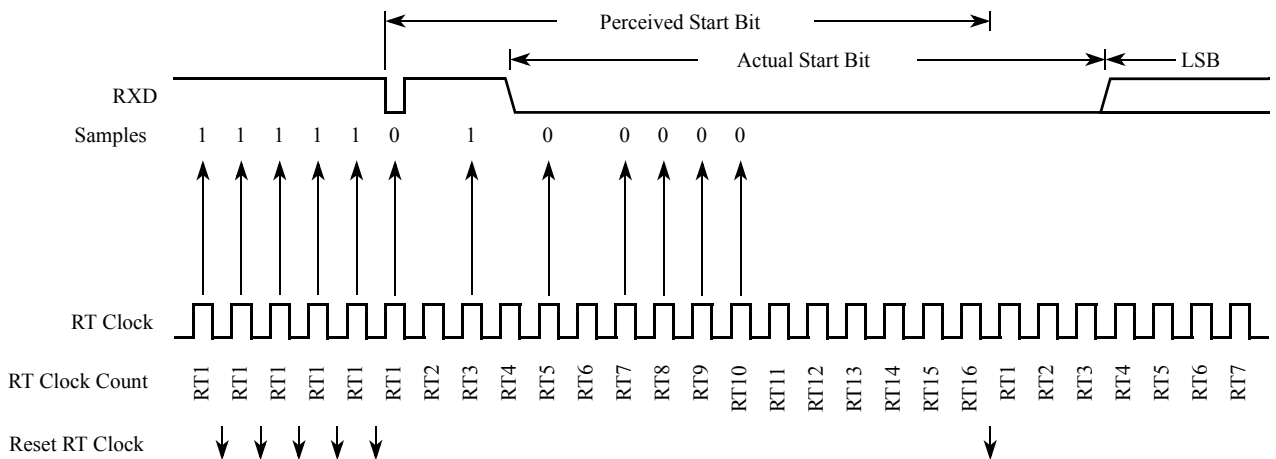 Perceived Start Bit
Actual Start Bit
LSB
RXD
Samples 1 1 1 1 1 0 1 0 0 0 0 0
RT Clock
RT Clock Count RT1 RT1 RT1 RT1 RT1 RT1 RT2 RT3 RT4 RT5 RT6 RT7 RT8 RT9 RT10 RT11 RT12 RT13 RT14 RT15 RT16 RT1 RT2 RT3 RT4 RT5 RT6 RT7
Reset RT Clock